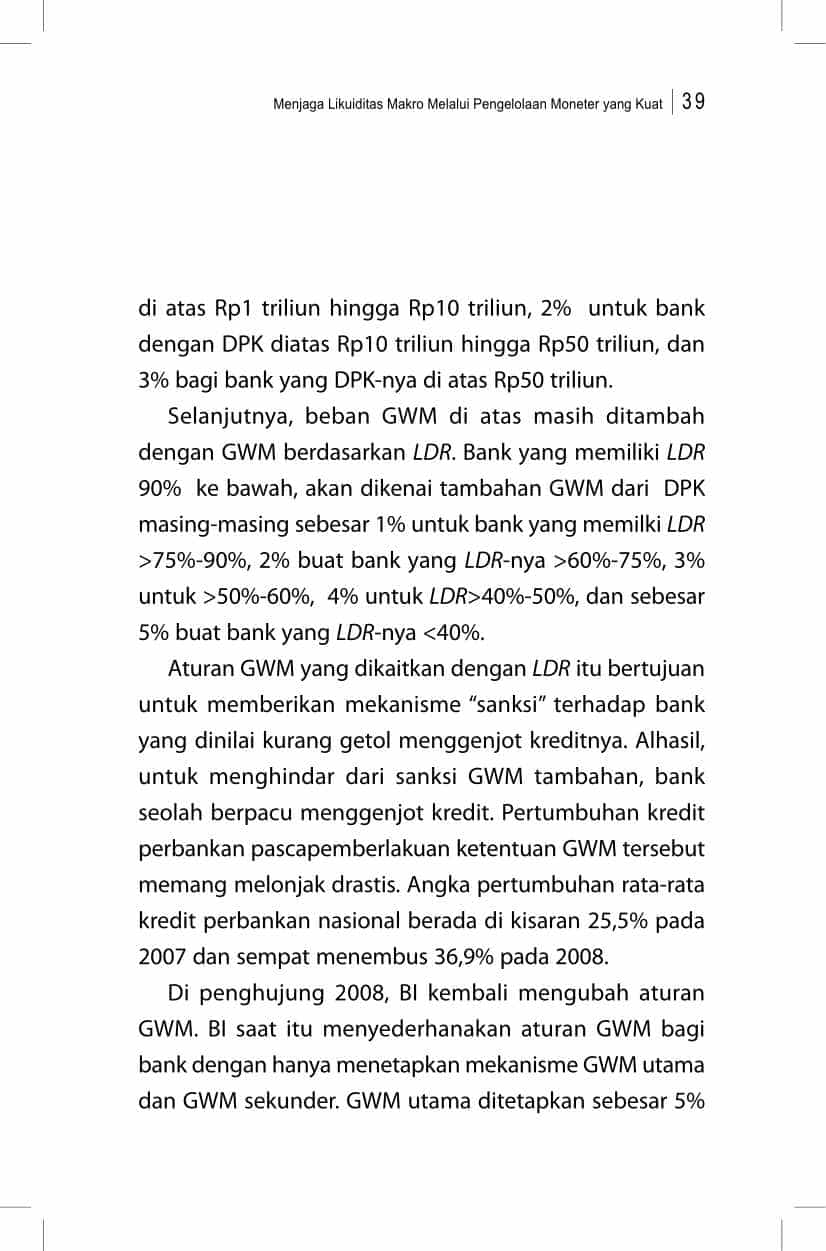 Menjaga Likuiditas Makro Melalui Pengelolaan Moneter yang Kuat 39
di atas Rp1 triliun hingga Rp10 triliun, 2% untuk bank
dengan DPK diatas Rp10 triliun hingga Rp50 triliun, dan
3% bagi bank yang DPK-nya di atas Rp50 triliun.
Selanjutnya, beban GWM di atas masih ditambah
dengan GWM berdasarkan LDR. Bank yang memiliki LDR
90% ke bawah, akan dikenai tambahan GWM dari DPK
masing-masing sebesar 1% untuk bank yang memilki LDR
>75%-90%, 2% buat bank yang LDR-nya >60%-75%, 3%
untuk >50%-60%, 4% untuk LDR>40%-50%, dan sebesar
5% buat bank yang LDR-nya <40%.
Aturan GWM yang dikaitkan dengan LDR itu bertujuan
untuk memberikan mekanisme “sanksi” terhadap bank
yang dinilai kurang getol menggenjot kreditnya. Alhasil,
untuk menghindar dari sanksi GWM tambahan, bank
seolah berpacu menggenjot kredit. Pertumbuhan kredit
perbankan pascapemberlakuan ketentuan GWM tersebut
memang melonjak drastis. Angka pertumbuhan rata-rata
kredit perbankan nasional berada di kisaran 25,5% pada
2007 dan sempat menembus 36,9% pada 2008.
Di penghujung 2008, BI kembali mengubah aturan
GWM. BI saat itu menyederhanakan aturan GWM bagi
bank dengan hanya menetapkan mekanisme GWM utama
dan GWM sekunder. GWM utama ditetapkan sebesar 5%